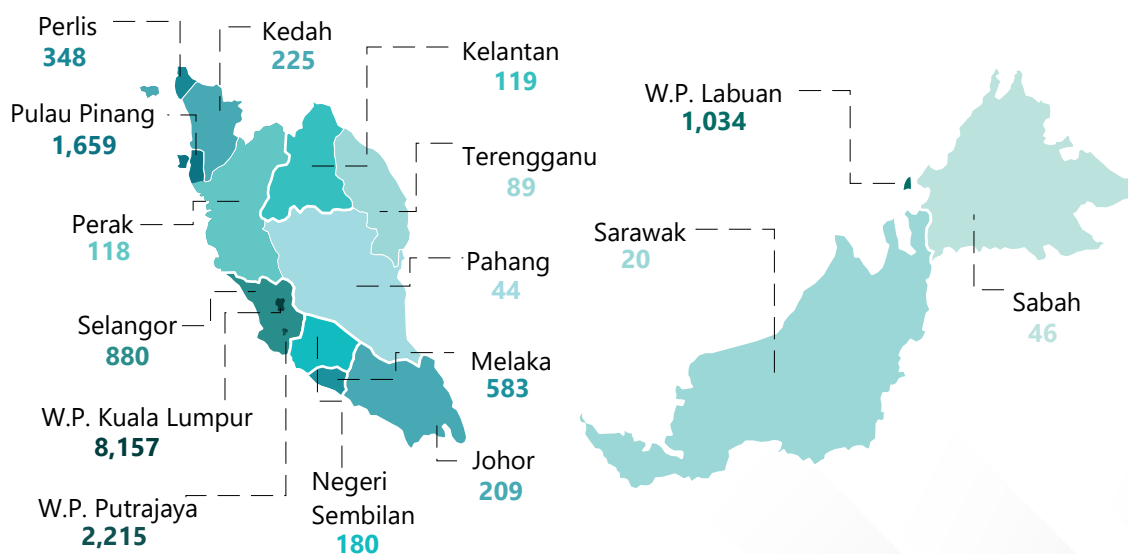 Perlis
348
Kedah
225
Kelantan
119
Pulau Pinang
1,659
Terengganu
89
Perak
118
Pahang
44
Selangor
880
Melaka
583
W.P. Kuala Lumpur
8,157
Johor
209
W.P. Putrajaya
2,215
Negeri
Sembilan
180
W.P. Labuan
1,034
Sarawak
20
Sabah
46